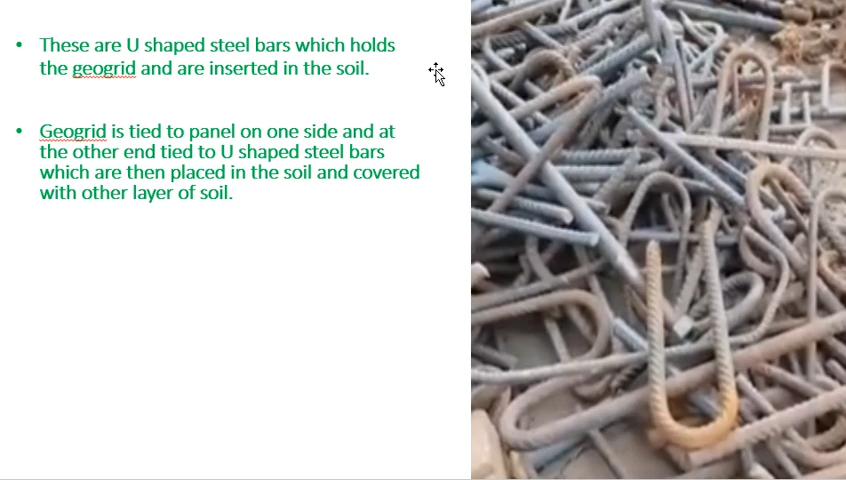 • These are U shaped steel bars which holds
the geogrid and are inserted in the soil.
• Geogrid is tied to panel on one side and at
the other end tied to U shaped steel bars
which are then placed in the soil and covered
with other layer of soil.